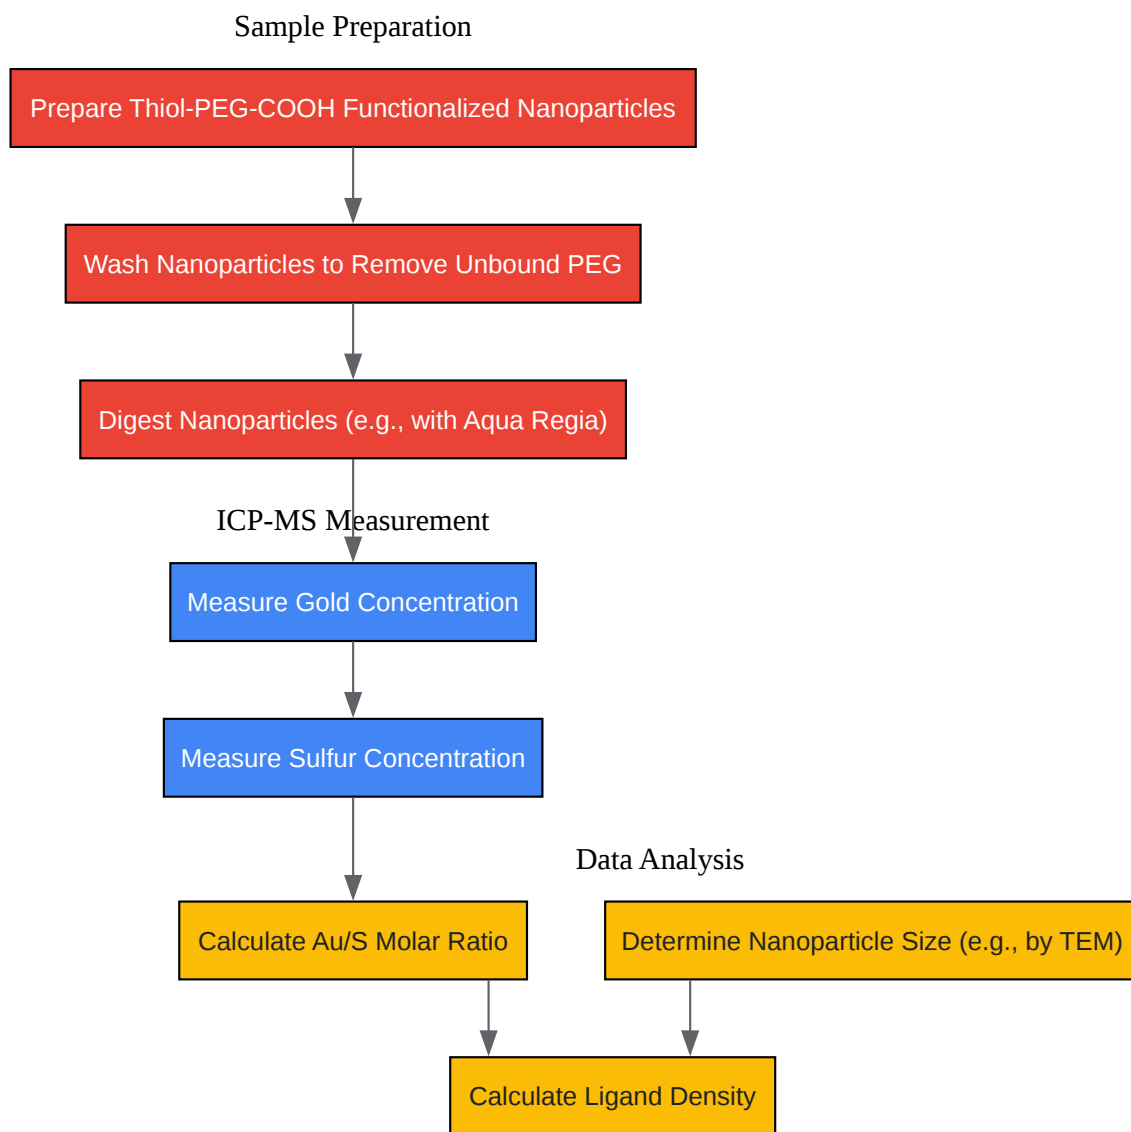 Sample Preparation
Prepare Thiol-PEG-COOH Functionalized Nanoparticles
Wash Nanoparticles to Remove Unbound PEG
Digest Nanoparticles (e.g., with Aqua Regia)
ICP-MS Measurement
Measure Gold Concentration
Measure Sulfur Concentration
Data Analysis
Calculate Au/S Molar Ratio
Determine Nanoparticle Size (e.g., by TEM)
Calculate Ligand Density